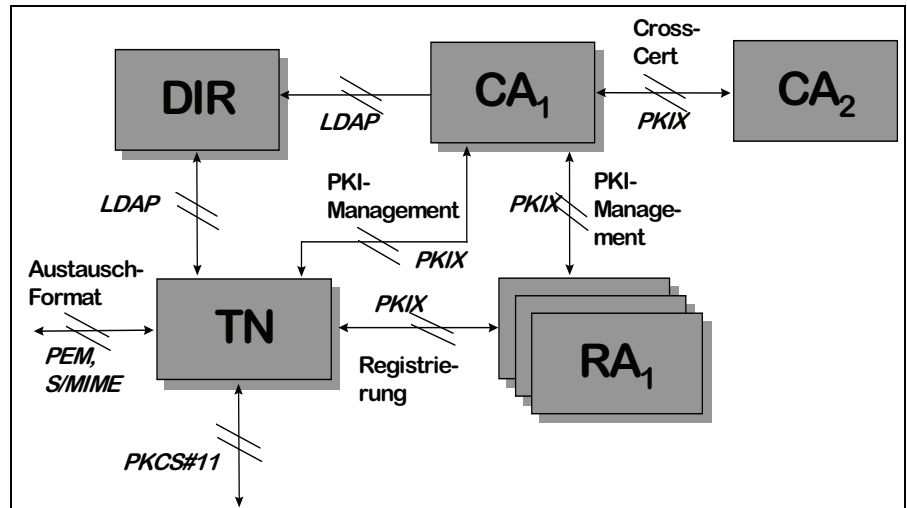 Cross-
Cert
DIR
CA1
CA2
LDAP
PKIX
LDAP
PKI-
Management
PKIX
PKIX
PKI-
Manage-
ment
Austausch-
Format
TN
PKIX
RA1
PEM,
S/MIME
Registrie-
rung
PKCS#11